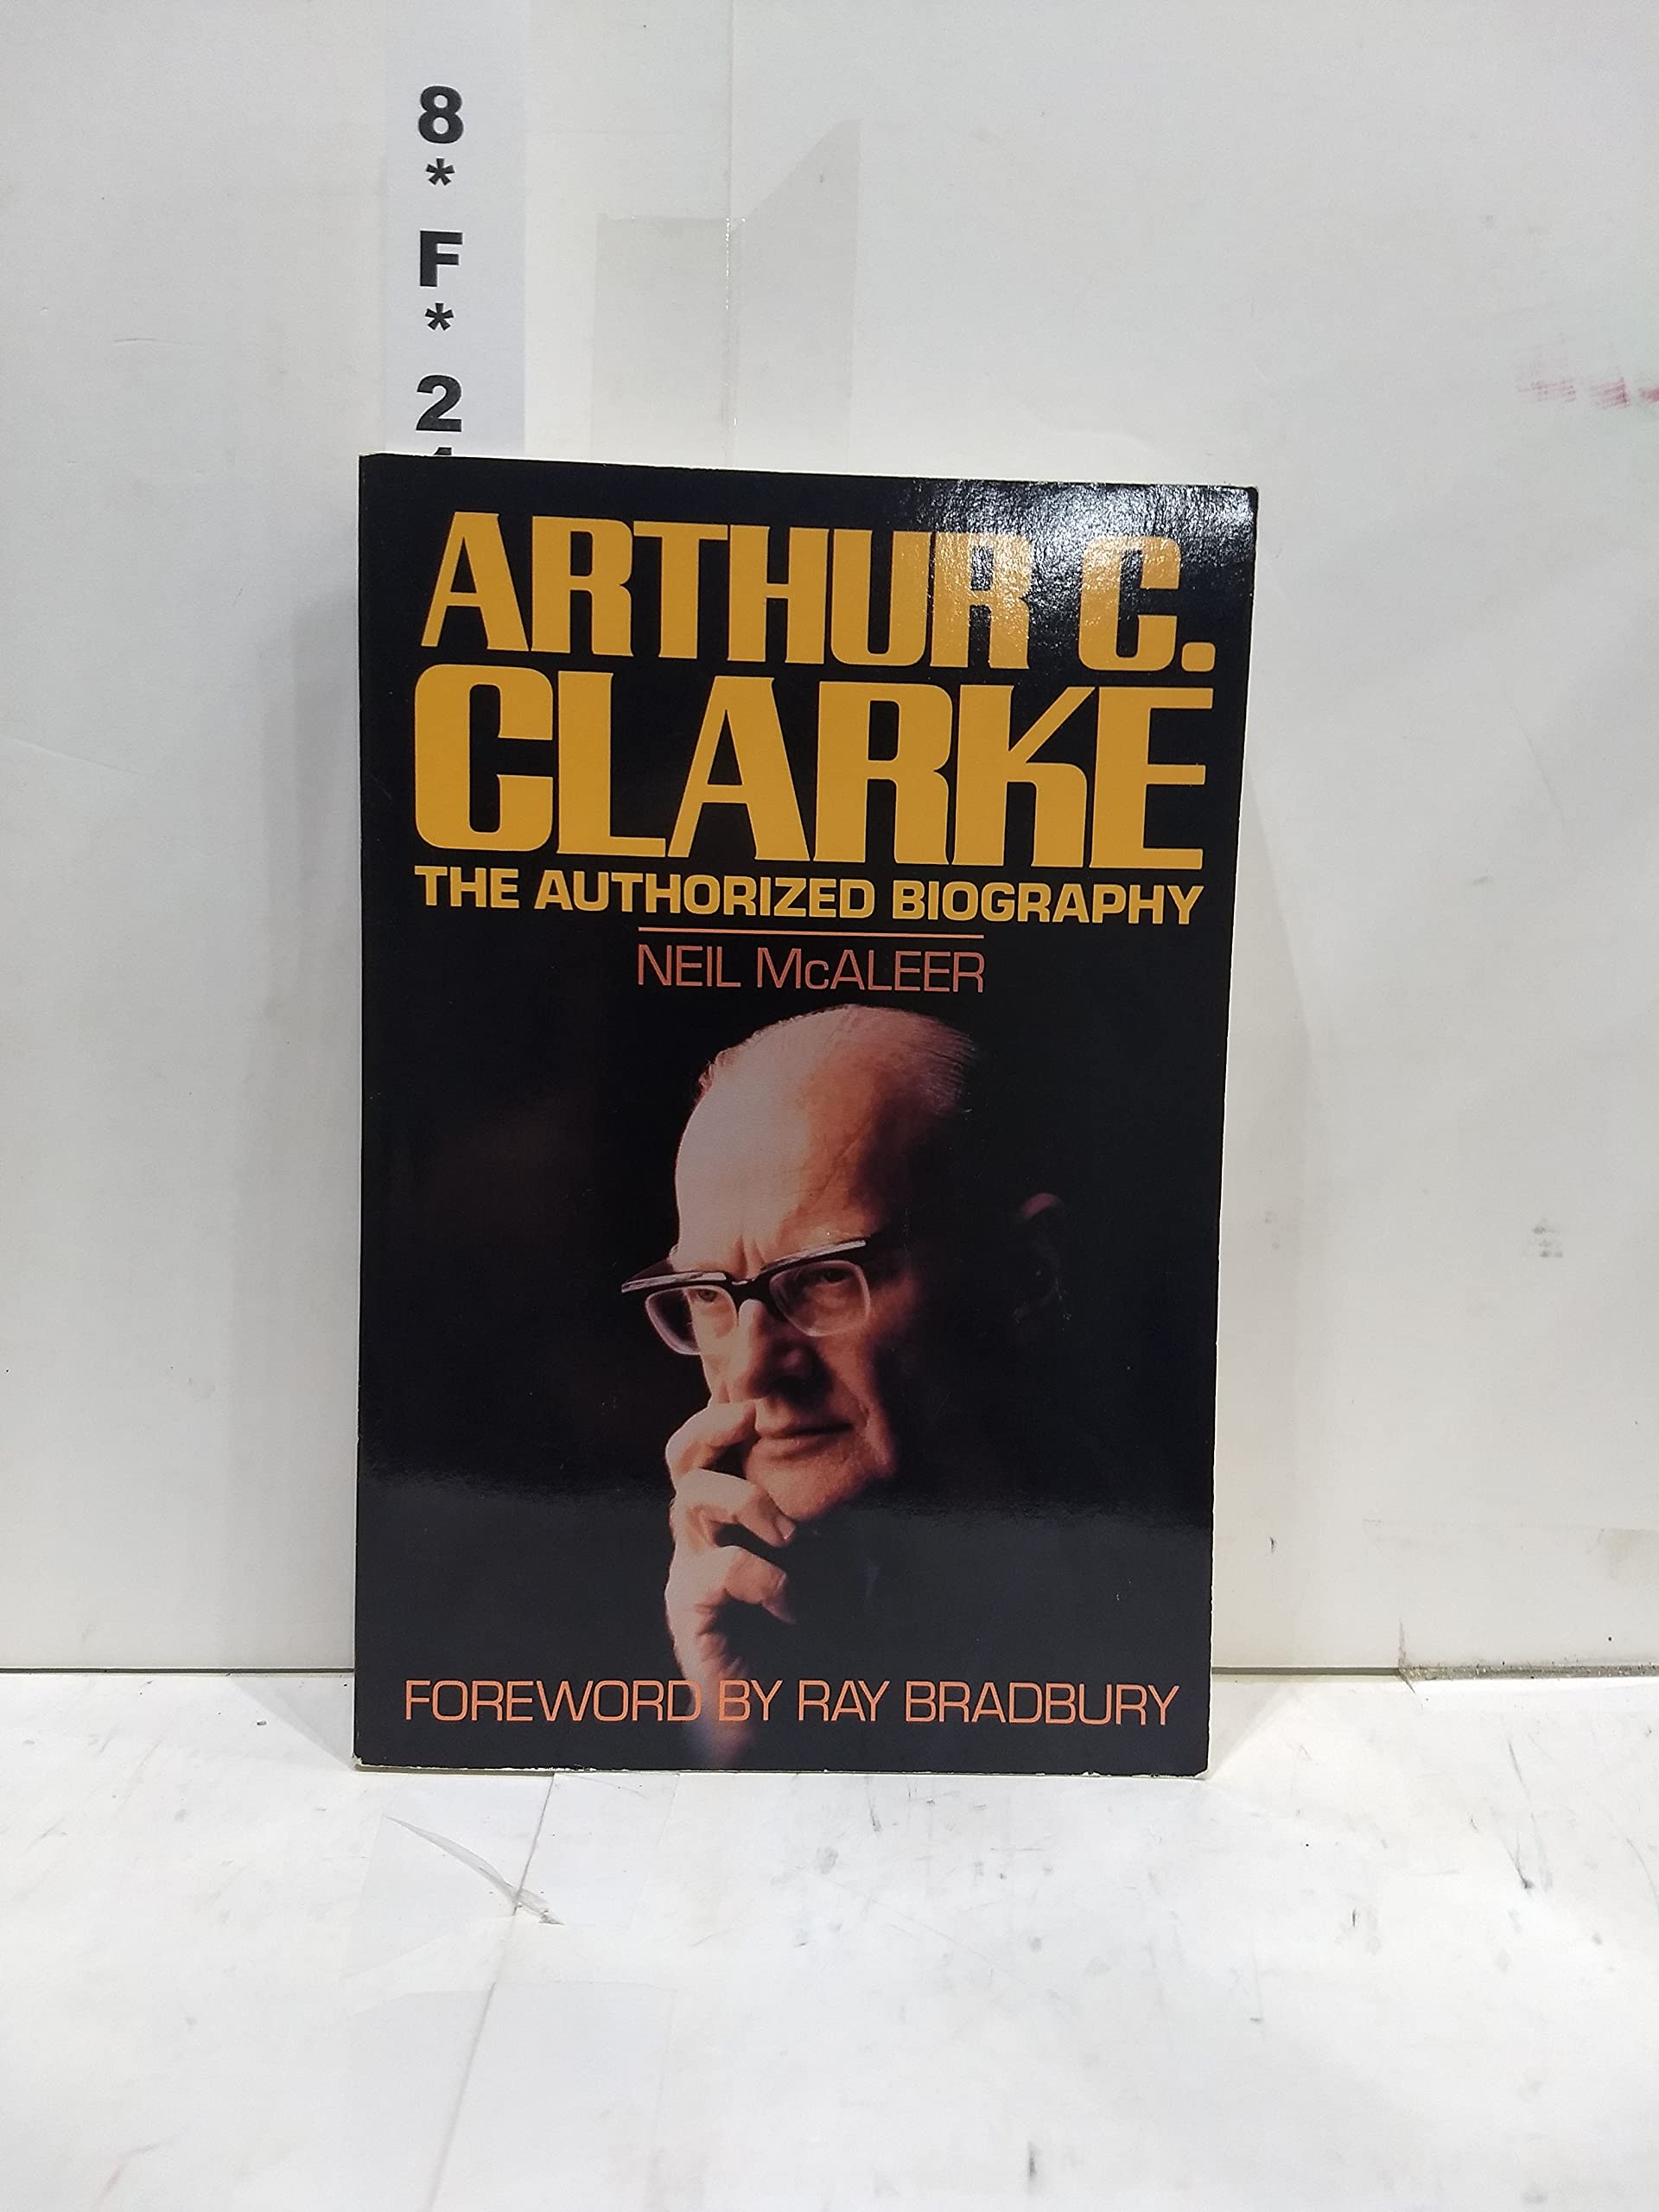 8
*
F
*
2
ARTHUR C.
CLARKE
THE AUTHORIZED BIOGRAPHY
NEIL McALEER
FOREWORD BY RAY BRADBURY